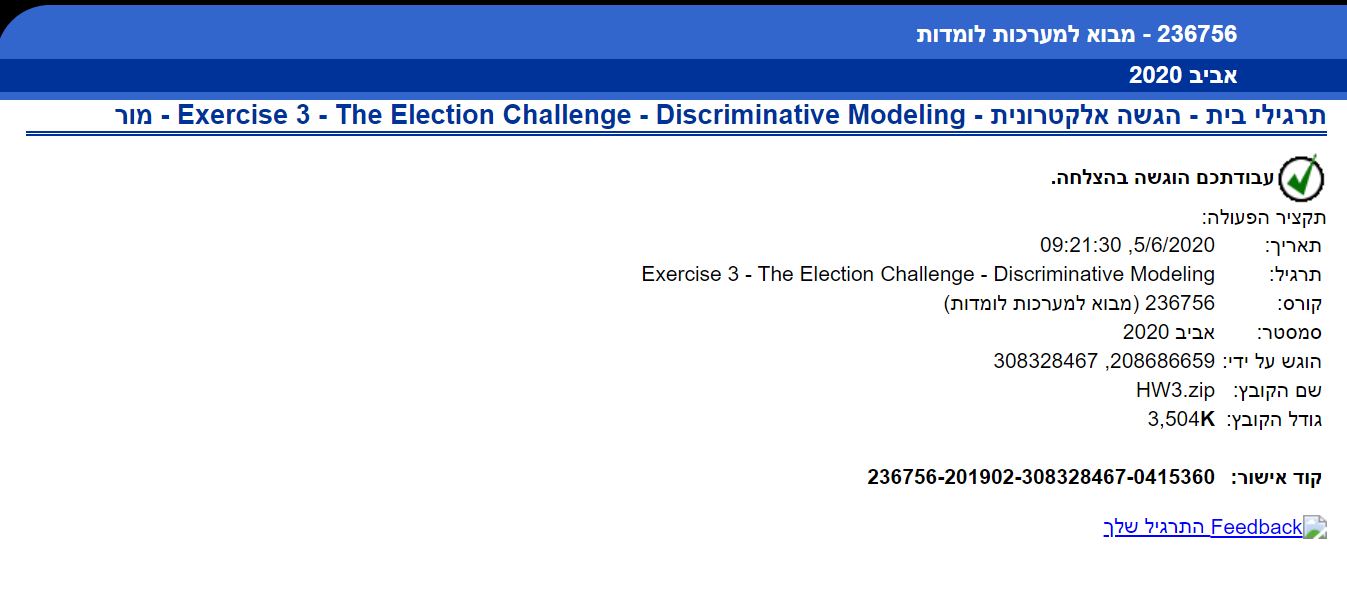 236756 - מבוא למערכות לומדות
אביב 2020
תרגילי בית - הגשה אלקטרונית - Exercise 3 - The Election Challenge - Discriminative Modeling - מור
עבודתכם הוגשה בהצלחה.
תקציר הפעולה:
תאריך: 5/6/2020, 09:21:30
תרגיל: Exercise 3 - The Election Challenge - Discriminative Modeling
קורס: 236756 (מבוא למערכות לומדות)
סמסטר: אביב 2020
הוגש על ידי: 208686659, 308328467
שם הקובץ: HW3.zip
גודל הקובץ: 3,504K
קוד אישור: 236756-201902-308328467-0415360
Feedback התרגיל שלך